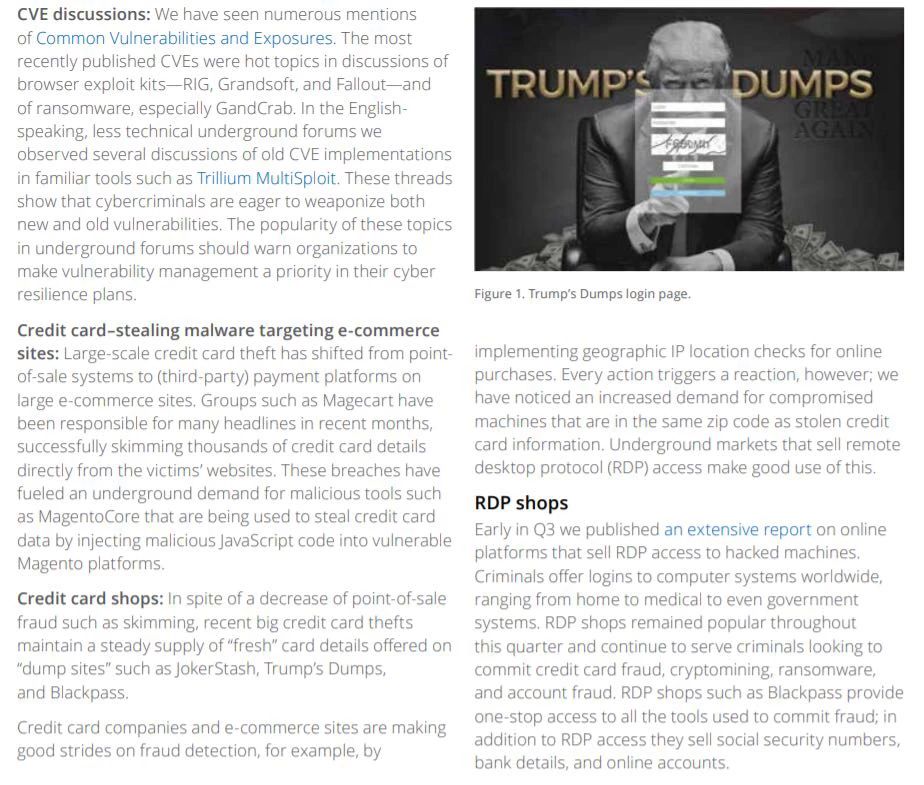 CVE discussions: We have seen numerous mentions
of Common Vulnerabilities and Exposures. The most
recently published CVEs were hot topics in discussions of
browser exploit kits—RIG, Grandsoft, and Fallout—and
of ransomware, especially GandCrab. In the English-
speaking, less technical underground forums we
observed several discussions of old CVE implementations
in familiar tools such as Trillium MultiSploit. These threads
show that cybercriminals are eager to weaponize both
new and old vulnerabilities. The popularity of these topics
in underground forums should warn organizations to
make vulnerability management a priority in their cyber
resilience plans.
Credit card–stealing malware targeting e-commerce
sites: Large-scale credit card theft has shifted from point-
of-sale systems to (third-party) payment platforms on
large e-commerce sites. Groups such as Magecart have
been responsible for many headlines in recent months,
successfully skimming thousands of credit card details
directly from the victims' websites. These breaches have
fueled an underground demand for malicious tools such
as MagentoCore that are being used to steal credit card
data by injecting malicious JavaScript code into vulnerable
Magento platforms.
Credit card shops: In spite of a decrease of point-of-sale
fraud such as skimming, recent big credit card thefts
maintain a steady supply of "fresh" card details offered on
"dump sites" such as JokerStash, Trump's Dumps,
and Blackpass.
Credit card companies and e-commerce sites are making
good strides on fraud detection, for example, by
TRUMP'S DUMPS
MAKE
GREAT
AGAIN
Figure 1. Trump's Dumps login page.
implementing geographic IP location checks for online
purchases. Every action triggers a reaction, however; we
have noticed an increased demand for compromised
machines that are in the same zip code as stolen credit
card information. Underground markets that sell remote
desktop protocol (RDP) access make good use of this.
RDP shops
Early in Q3 we published an extensive report on online
platforms that sell RDP access to hacked machines.
Criminals offer logins to computer systems worldwide,
ranging from home to medical to even government
systems. RDP shops remained popular throughout
this quarter and continue to serve criminals looking to
commit credit card fraud, cryptomining, ransomware,
and account fraud. RDP shops such as Blackpass provide
one-stop access to all the tools used to commit fraud; in
addition to RDP access they sell social security numbers,
bank details, and online accounts.